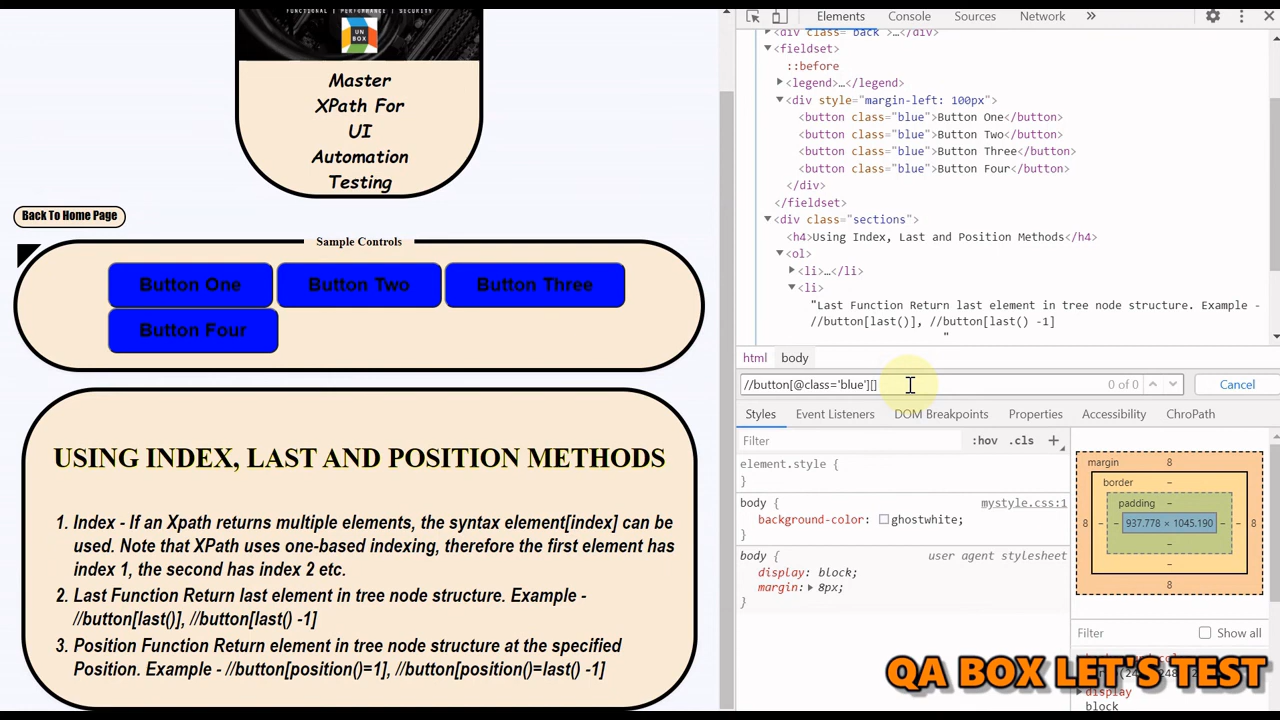 FUNCTIONAL | PERFORMANCE | SECURITY
UN
BOX
Master
XPath For
UI
Automation
Testing
Back To Home Page
Sample Controls
Button One
Button Two
Button Three
Button Four
USING INDEX, LAST AND POSITION METHODS
1. Index - If an Xpath returns multiple elements, the syntax element[index] can be
used. Note that XPath uses one-based indexing, therefore the first element has
index 1, the second has index 2 etc.
2. Last Function Return last element in tree node structure. Example -
//button[last()], //button[last() -1]
3. Position Function Return element in tree node structure at the specified
Position. Example - //button[position()=1], //button[position()=last() -1]
Elements
Console
Sources
Network
»
<div class="back">…</div>
<fieldset>
::before
<legend>…</legend>
<div style="margin-left: 100px">
<button class="blue">Button One</button>
<button class="blue">Button Two</button>
<button class="blue">Button Three</button>
<button class="blue">Button Four</button>
</div>
</fieldset>
<div class="sections">
<h4>Using Index, Last and Position Methods</h4>
<ol>
<li>…</li>
<li>
"Last Function Return last element in tree node structure. Example -
//button[last()], //button[last() -1]
"
html
body
//button[@class='blue'][]
0 of 0
Cancel
Styles
Event Listeners
DOM Breakpoints
Properties
Accessibility
ChroPath
Filter
:hov
.cls
+
element.style {
}
body {
mystyle.css:1
background-color: ghostwhite;
}
body {
user agent stylesheet
display: block;
margin: 8px;
}
margin
8
border
–
padding
–
8
–
–
937.778 × 1045.190
–
–
8
–
–
8
Filter
Show all
display
block
QA BOX LET'S TEST